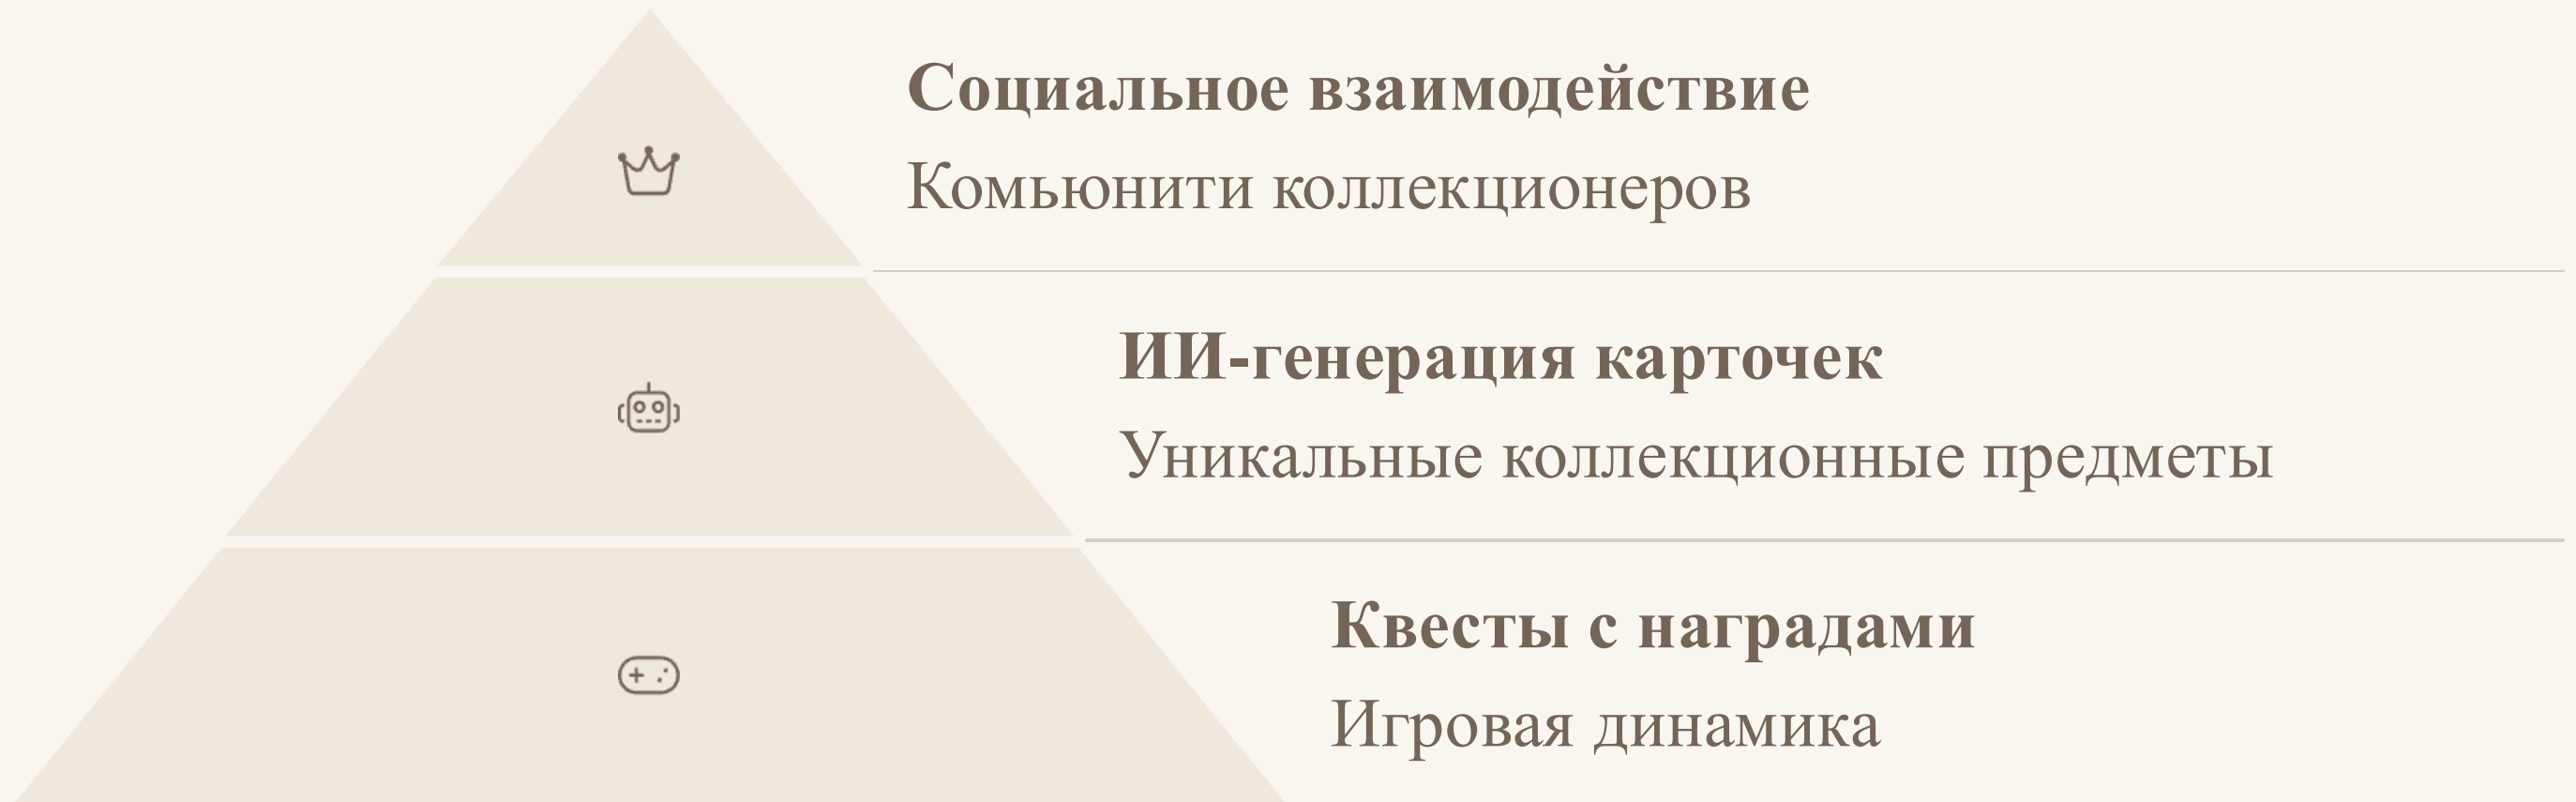 Социальное взаимодействие
Комьюнити коллекционеров
ИИ-генерация карточек
Уникальные коллекционные предметы
Квесты с наградами
Игровая динамика